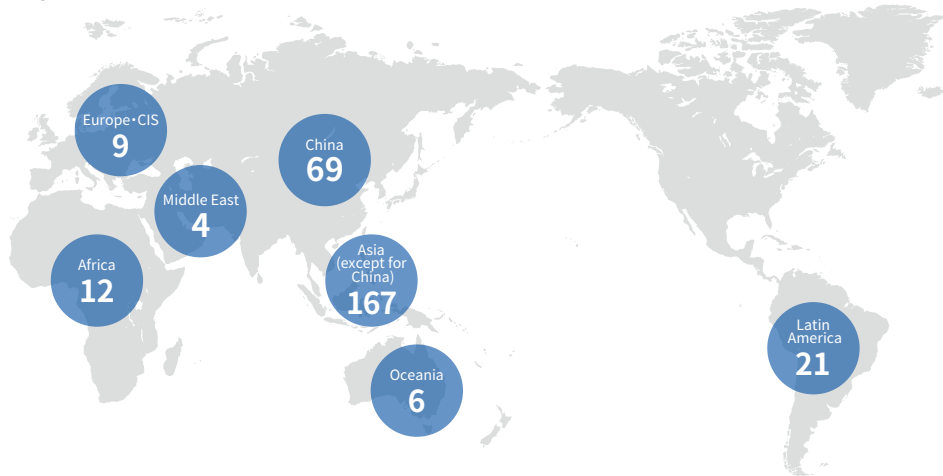 Europe・CIS
9
China
69
Middle East
4
Africa
12
Asia
(except for
China)
167
Latin
America
21
Oceania
6